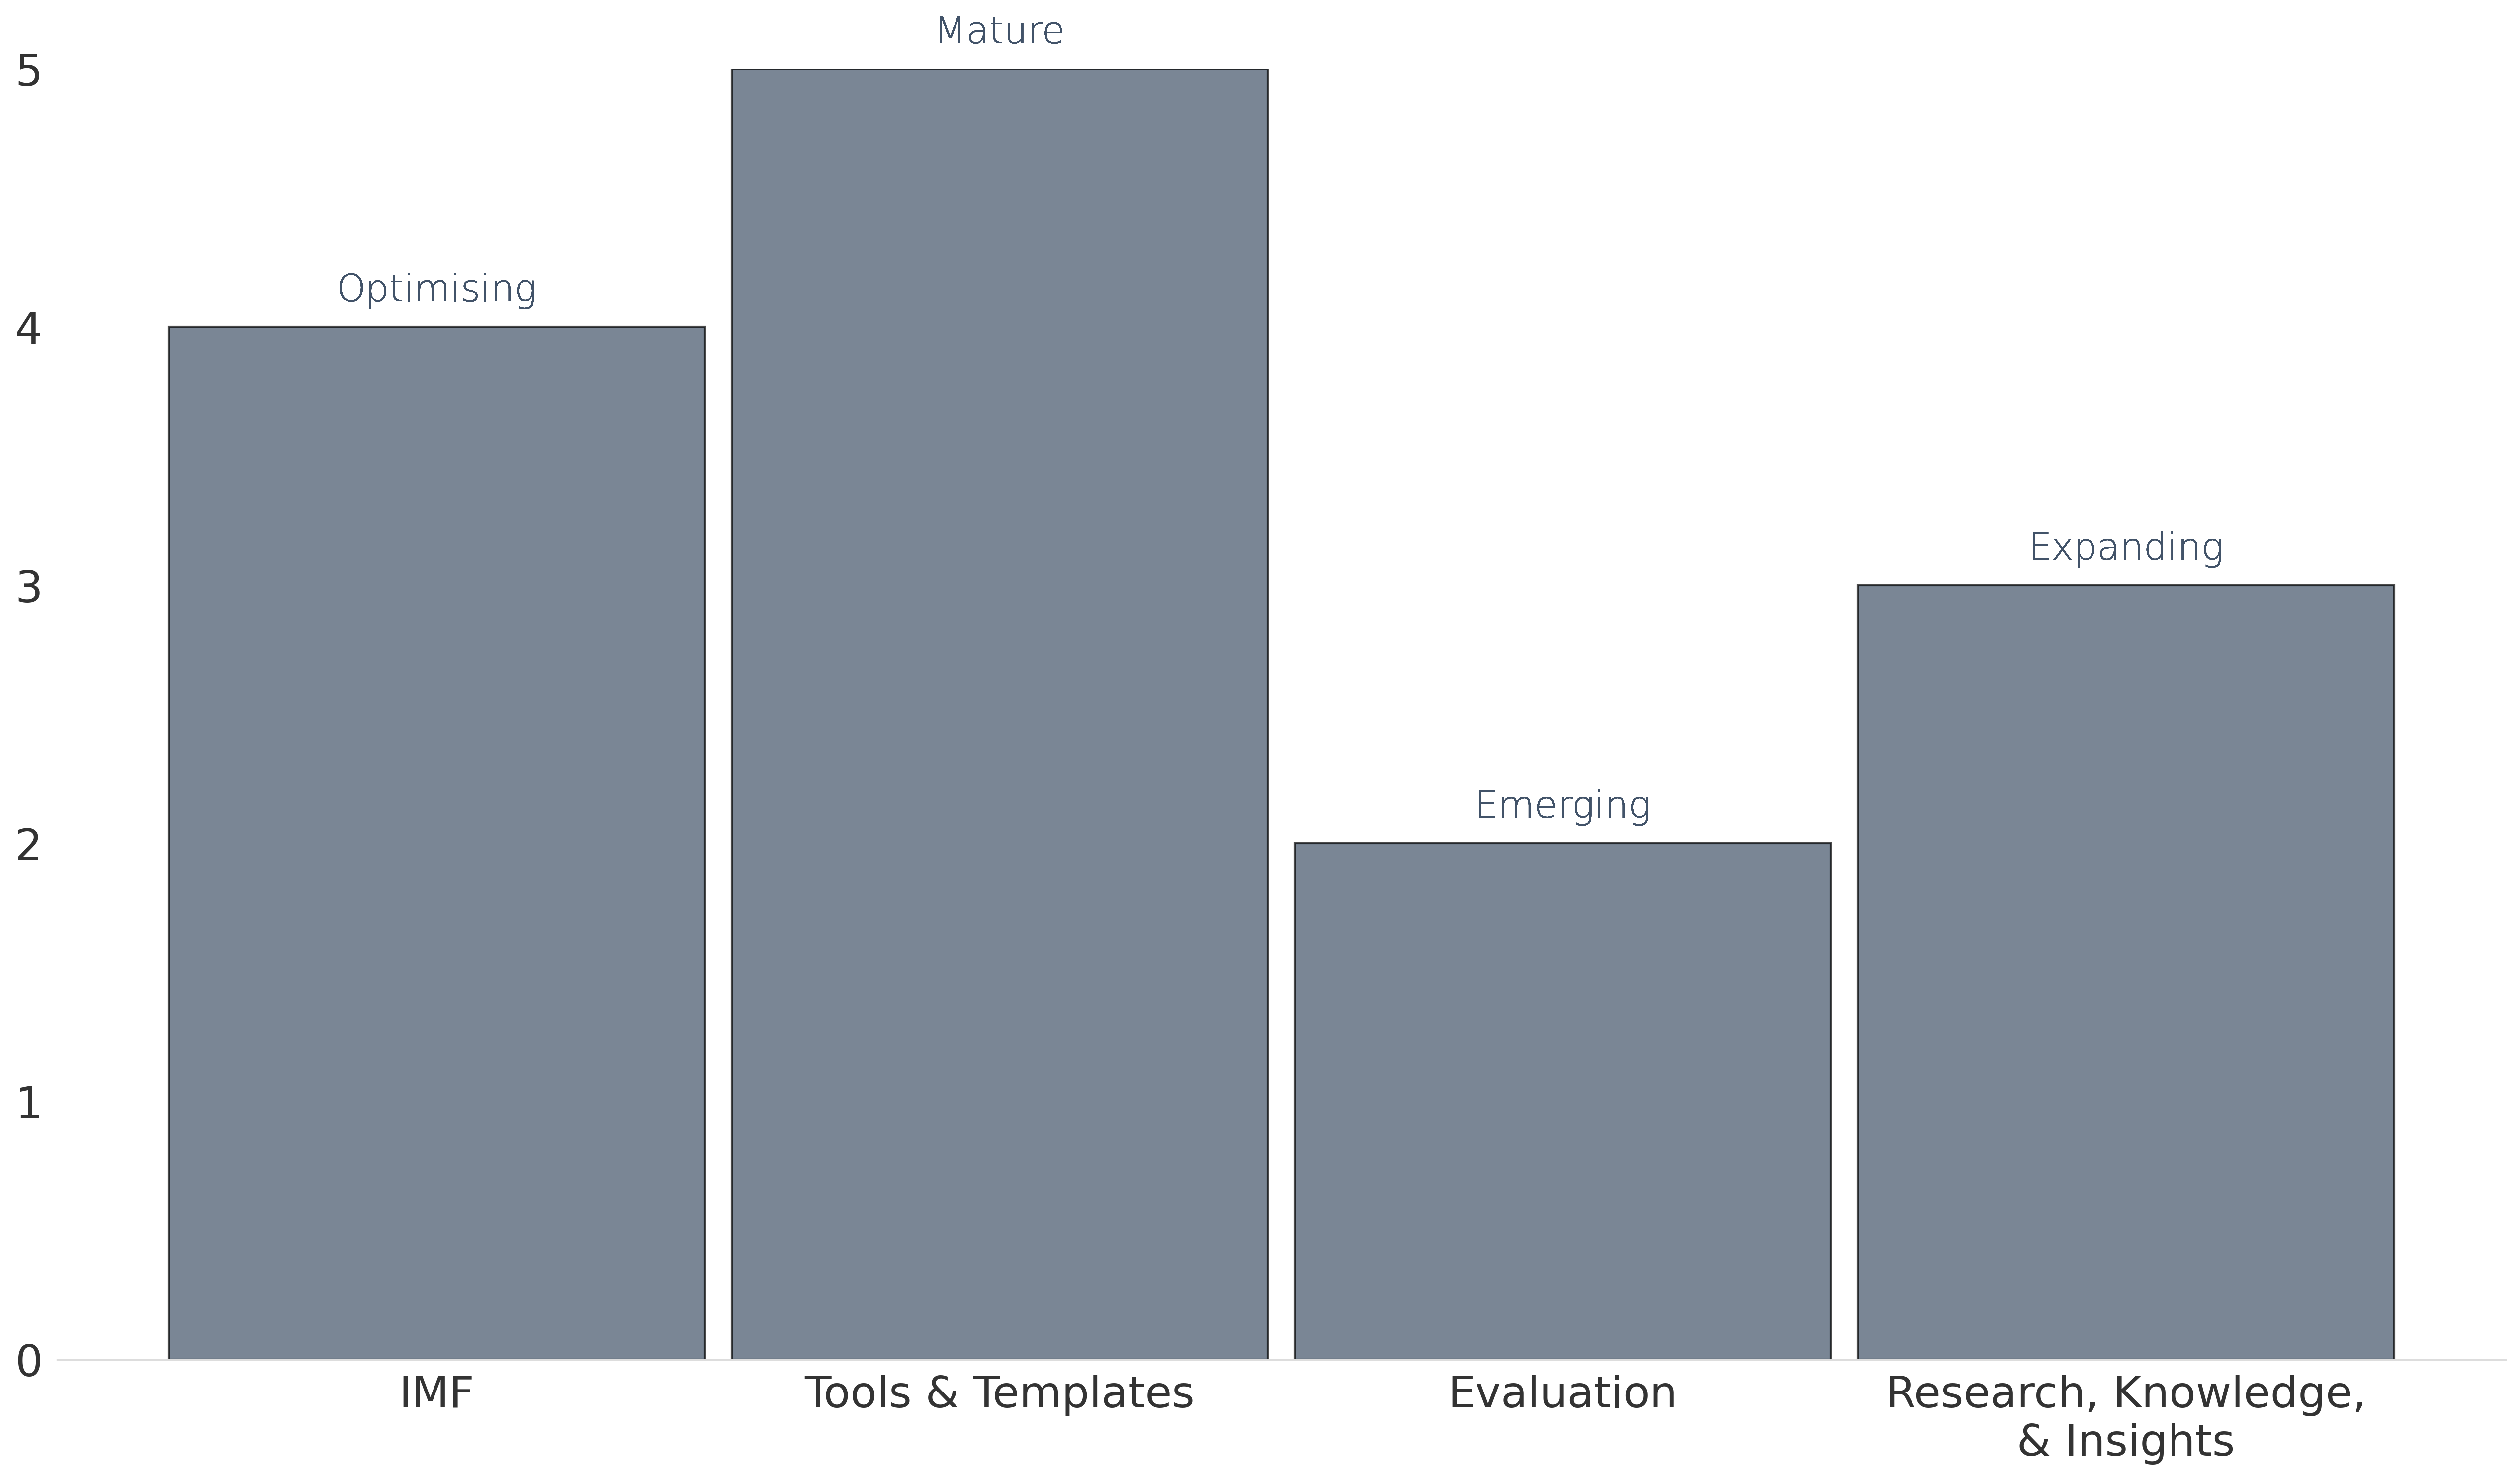 Mature
5
Optimising
4
Expanding
3
Emerging
2
1
0
IMF
Tools & Templates
Evaluation
Research, Knowledge,
& Insights